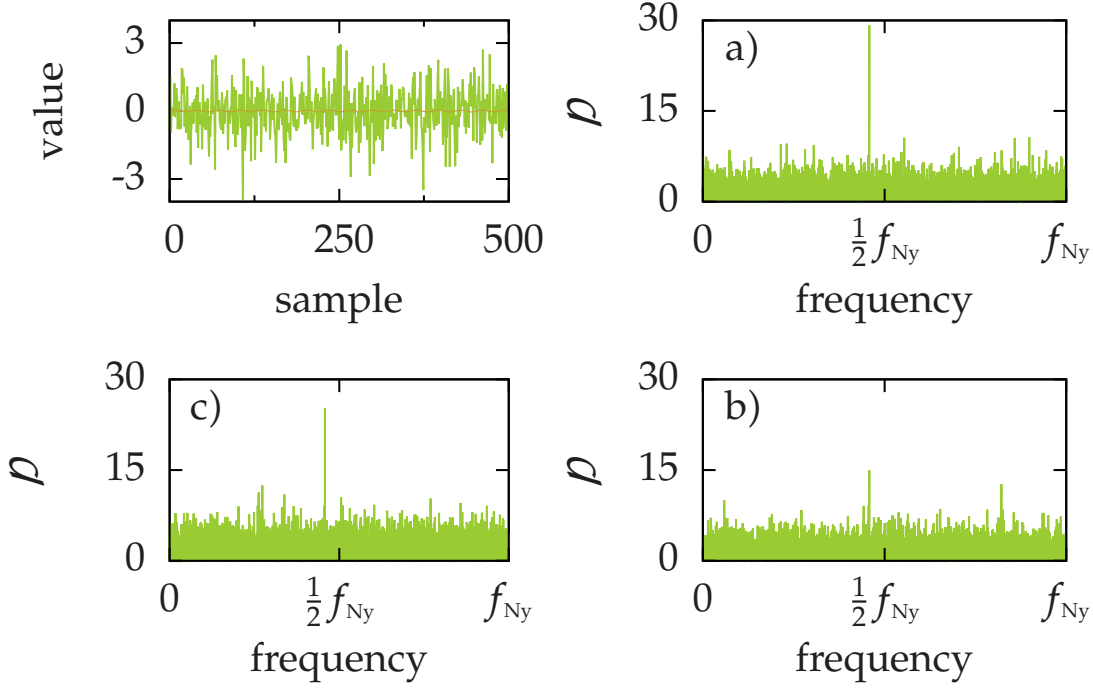 3
0
-3
value
0 250 500
sample
a)
30
15
0
ρ
0 ½ f_Ny f_Ny
frequency
c)
30
15
0
ρ
0 ½ f_Ny f_Ny
frequency
b)
30
15
0
ρ
0 ½ f_Ny f_Ny
frequency